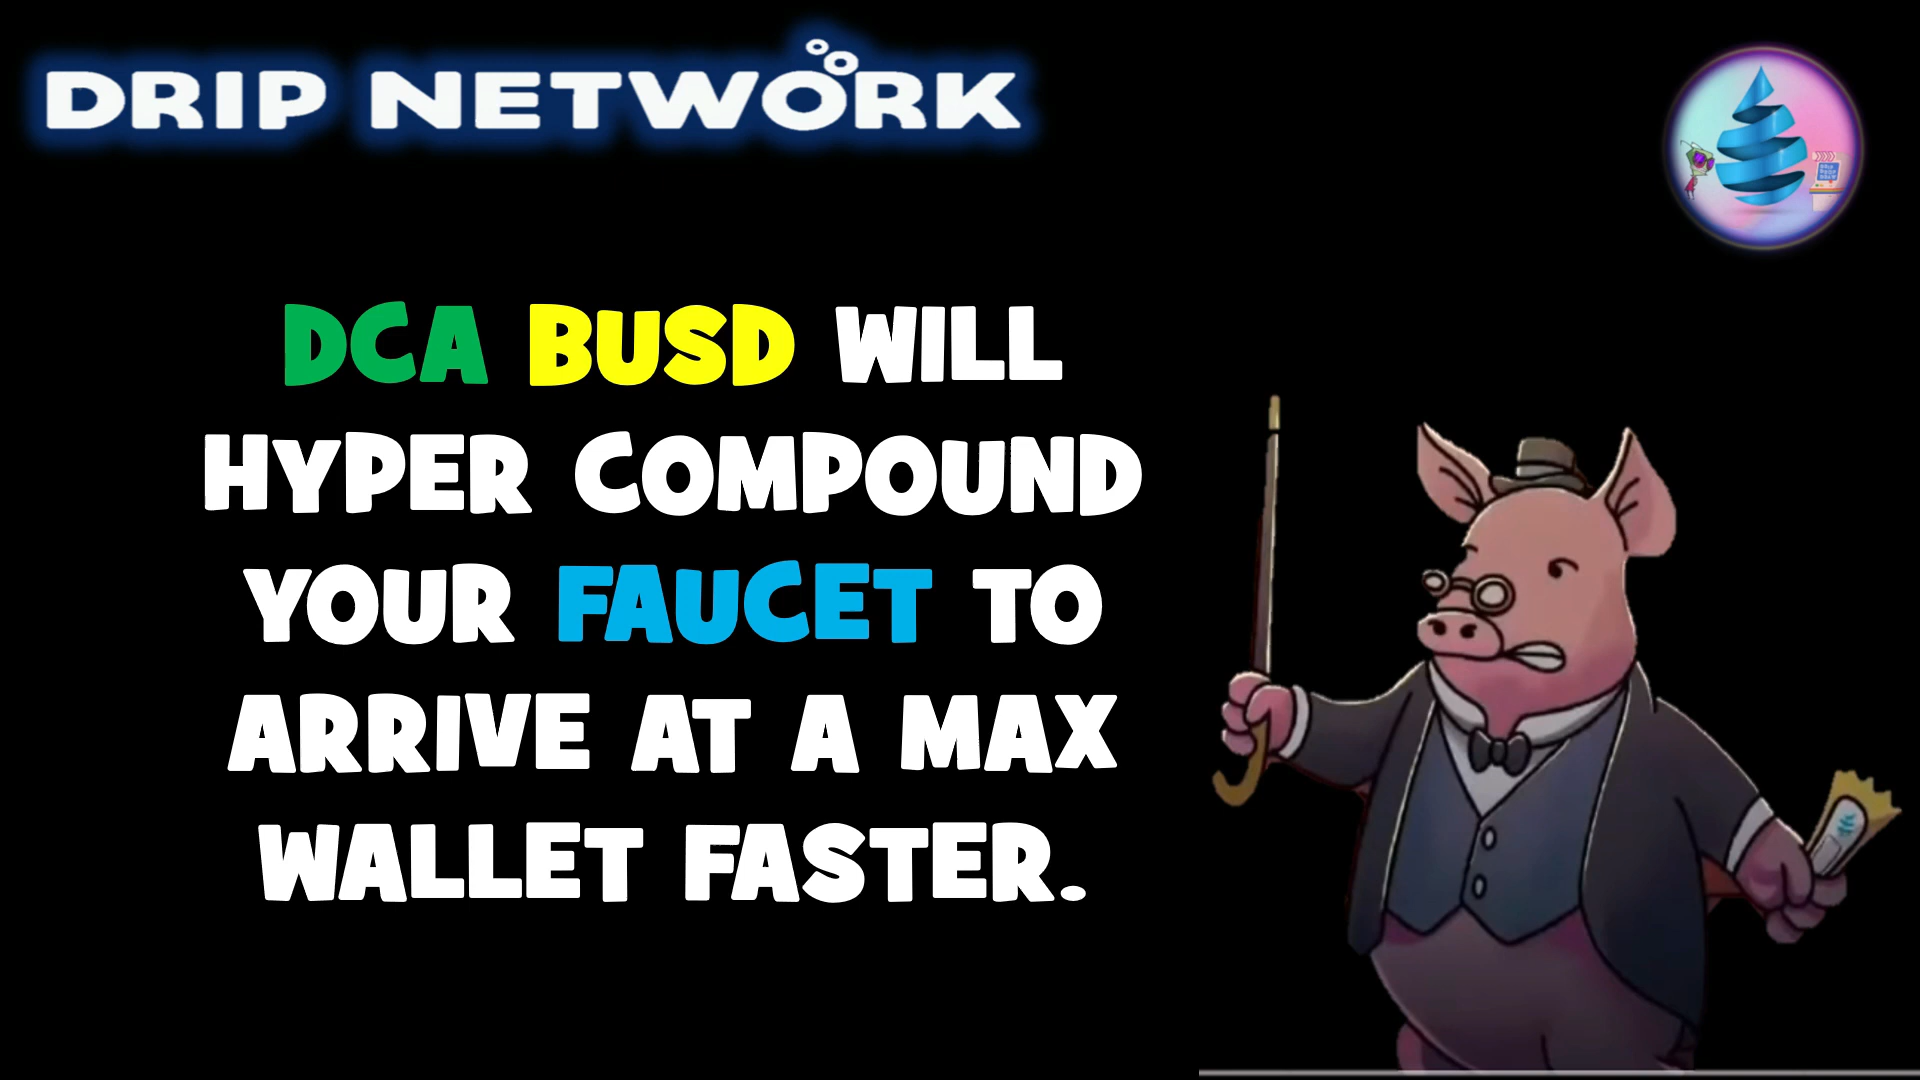 DRIP NETWORK
DCA BUSD WILL
HYPER COMPOUND
YOUR FAUCET TO
ARRIVE AT A MAX
WALLET FASTER.